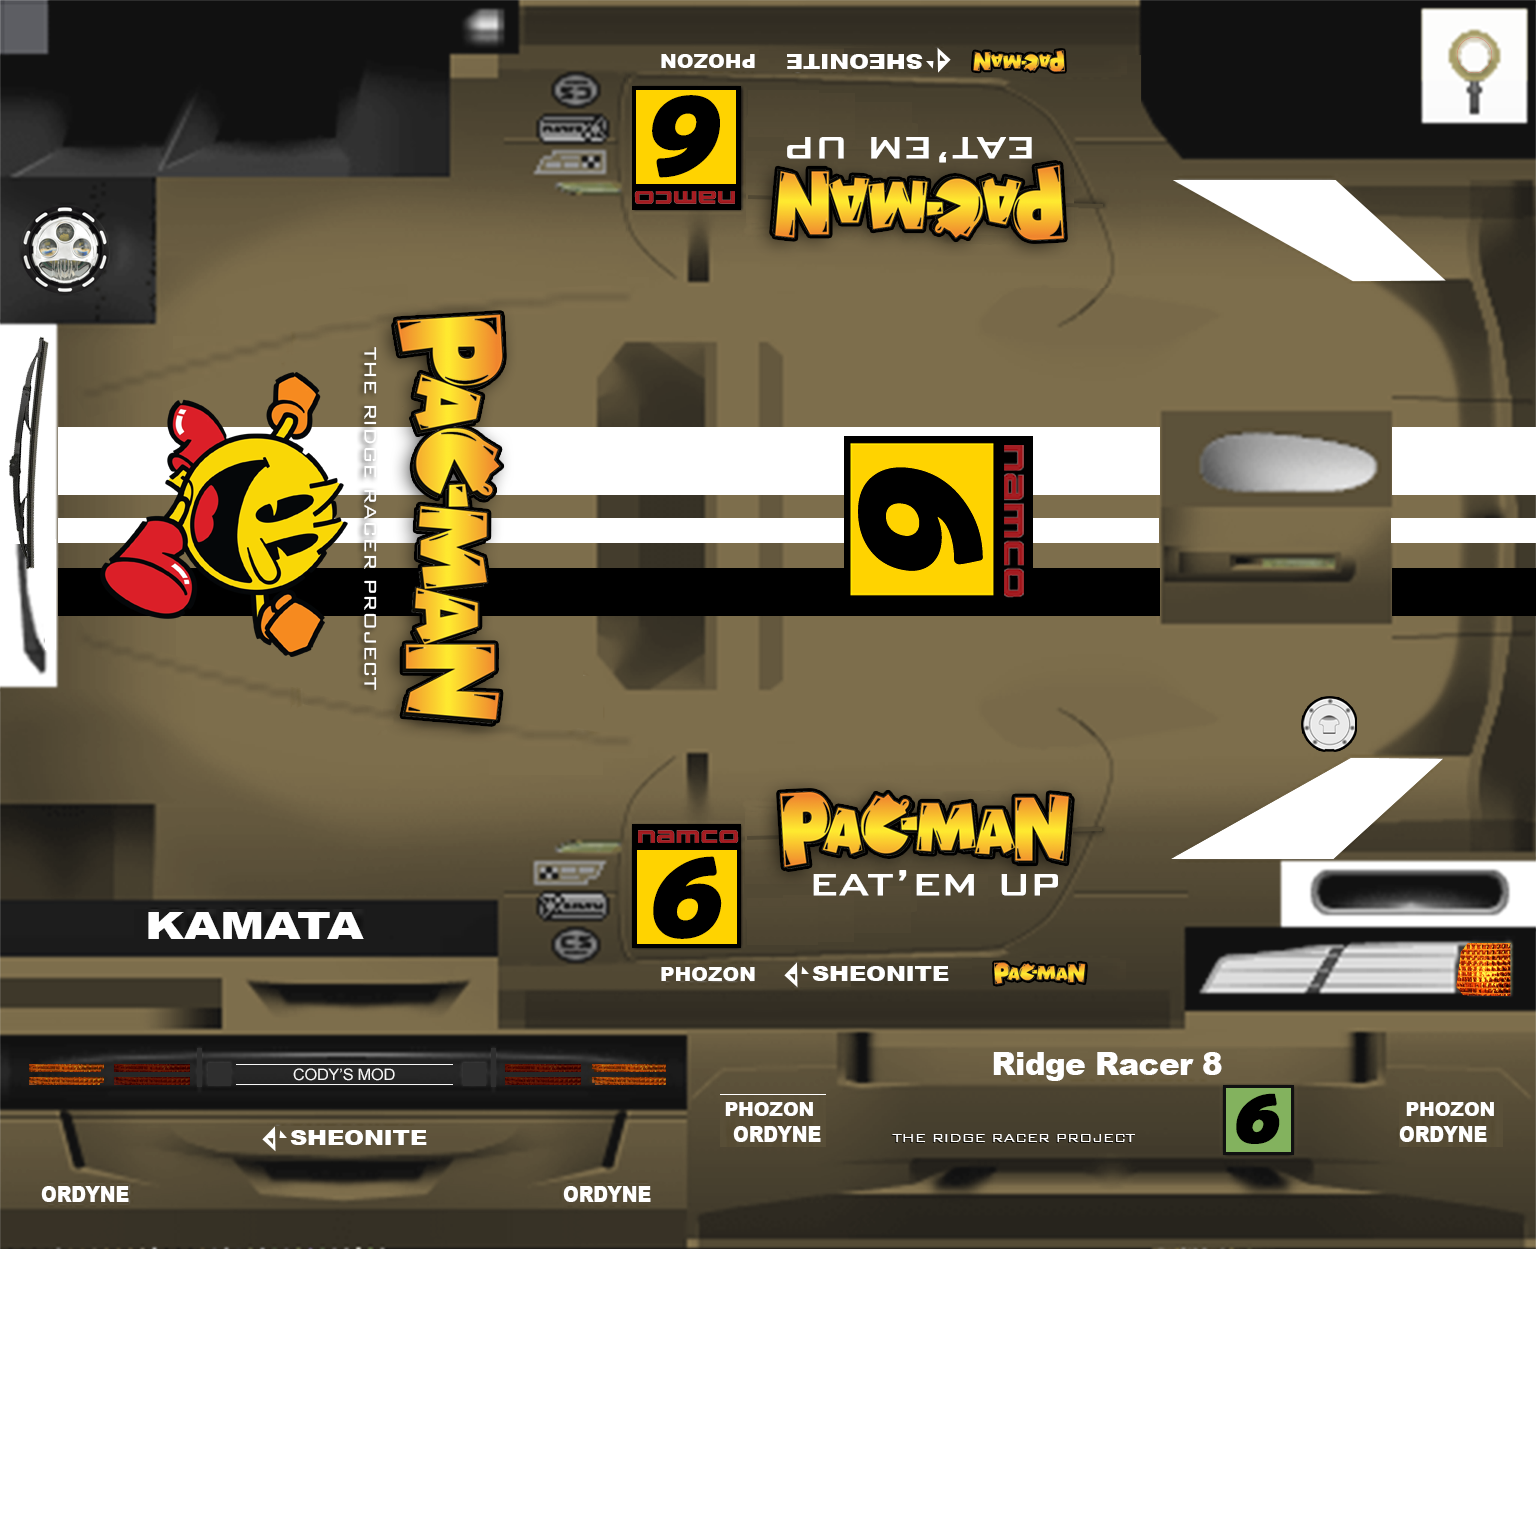 PHOZON
SHEONITE
PAC-MAN
6
namco
EAT'EM UP
PAC-MAN
PAC-MAN
THE RIDGE RACER PROJECT
6
namco
namco
6
PAC-MAN
EAT'EM UP
PHOZON
SHEONITE
PAC-MAN
KAMATA
CODY'S MOD
SHEONITE
ORDYNE
ORDYNE
Ridge Racer 8
PHOZON
ORDYNE
THE RIDGE RACER PROJECT
6
PHOZON
ORDYNE